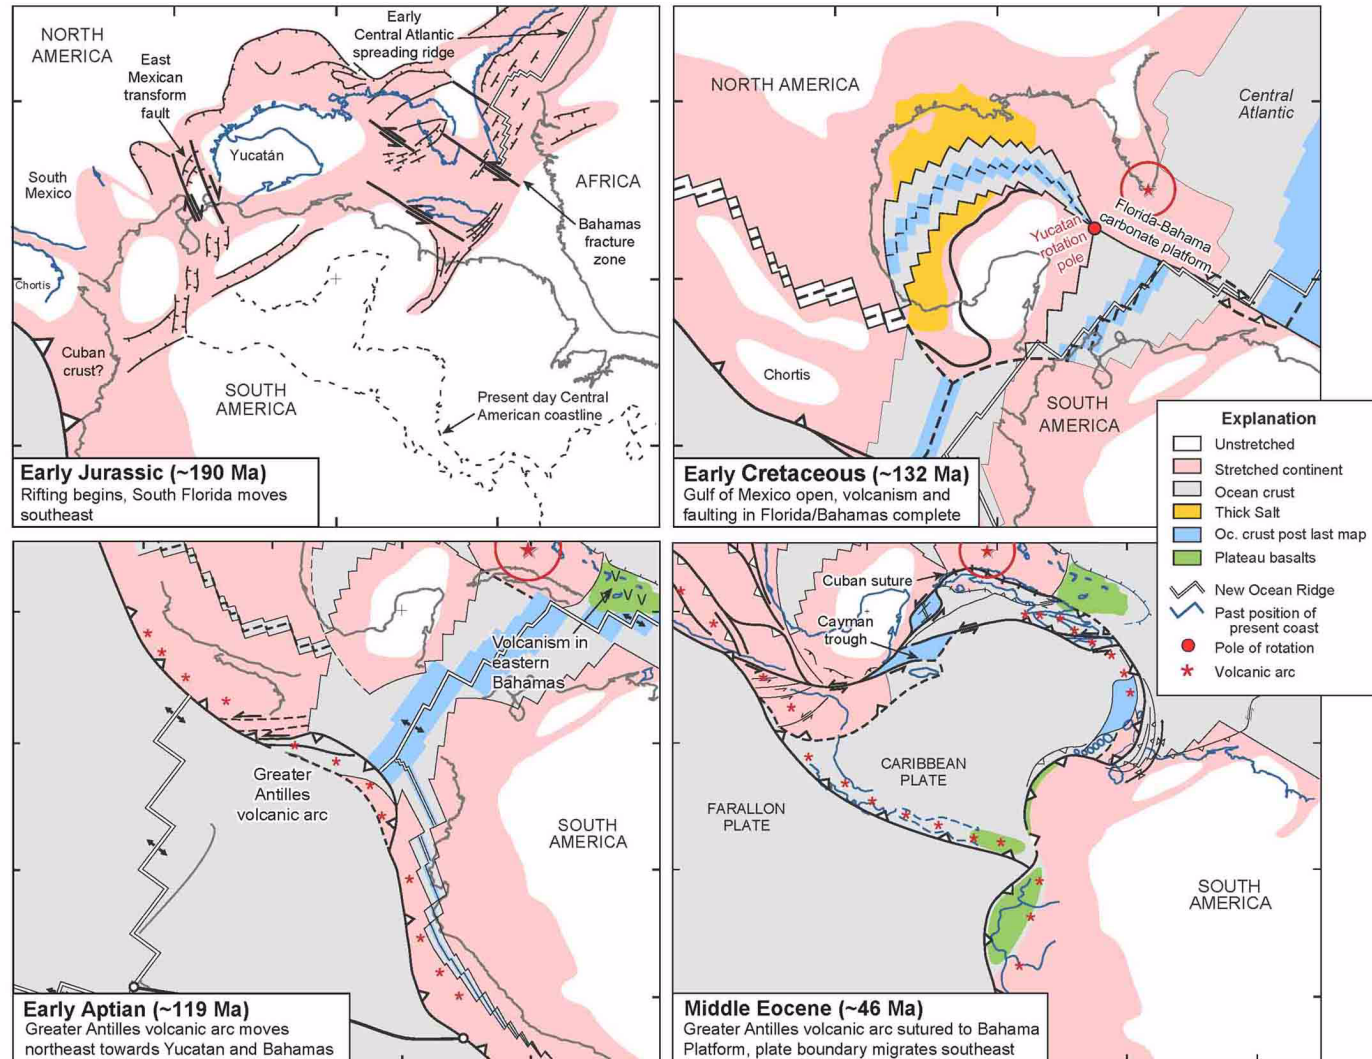 NORTH
AMERICA
East
Mexican
transform
fault
Early
Central Atlantic
spreading ridge
Yucatán
South
Mexico
AFRICA
Bahamas
fracture
zone
Chortis
Cuban
crust?
SOUTH
AMERICA
Present day Central
American coastline
Early Jurassic (~190 Ma)
Rifting begins, South Florida moves
southeast
NORTH AMERICA
Central
Atlantic
Yucatan
rotation
pole
Florida-Bahama
carbonate platform
Chortis
SOUTH
AMERICA
Early Cretaceous (~132 Ma)
Gulf of Mexico open, volcanism and
faulting in Florida/Bahamas complete
Explanation
Unstretched
Stretched continent
Ocean crust
Thick Salt
Oc. crust post last map
Plateau basalts
New Ocean Ridge
Past position of
present coast
Pole of rotation
Volcanic arc
V
V
V
Volcanism in
eastern
Bahamas
Greater
Antilles
volcanic arc
SOUTH
AMERICA
Early Aptian (~119 Ma)
Greater Antilles volcanic arc moves
northeast towards Yucatan and Bahamas
Cuban suture
Cayman
trough
CARIBBEAN
PLATE
FARALLON
PLATE
SOUTH
AMERICA
Middle Eocene (~46 Ma)
Greater Antilles volcanic arc sutured to Bahama
Platform, plate boundary migrates southeast